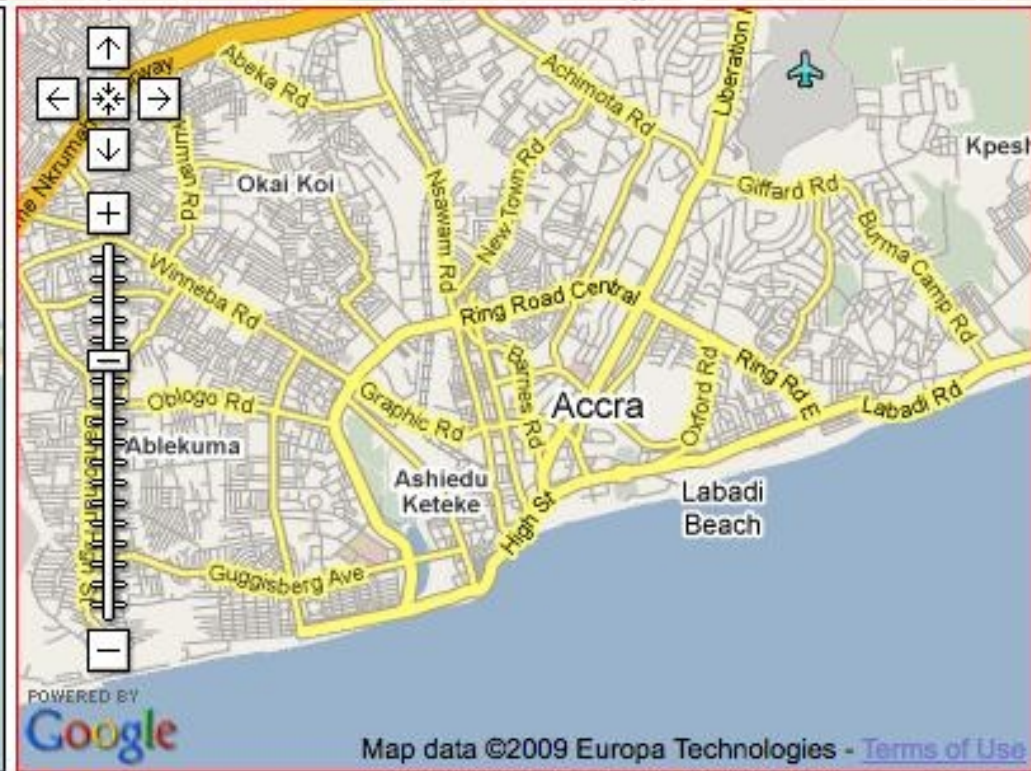 Abeka Rd
Achimota Rd
Liberation
Kpesh
Okai Koi
Nsawam Rd
New Town Rd
Giffard Rd
Burma Camp Rd
Winneba Rd
Ring Road Central
Barnes Rd
Ring Rd E
Oxford Rd
Labadi Rd
Oblogo Rd
Graphic Rd
Accra
Ablekuma
Ashiedu
Keteke
Labadi
Beach
High St
Guggisberg Ave
POWERED BY
Google
Map data ©2009 Europa Technologies - Terms of Use